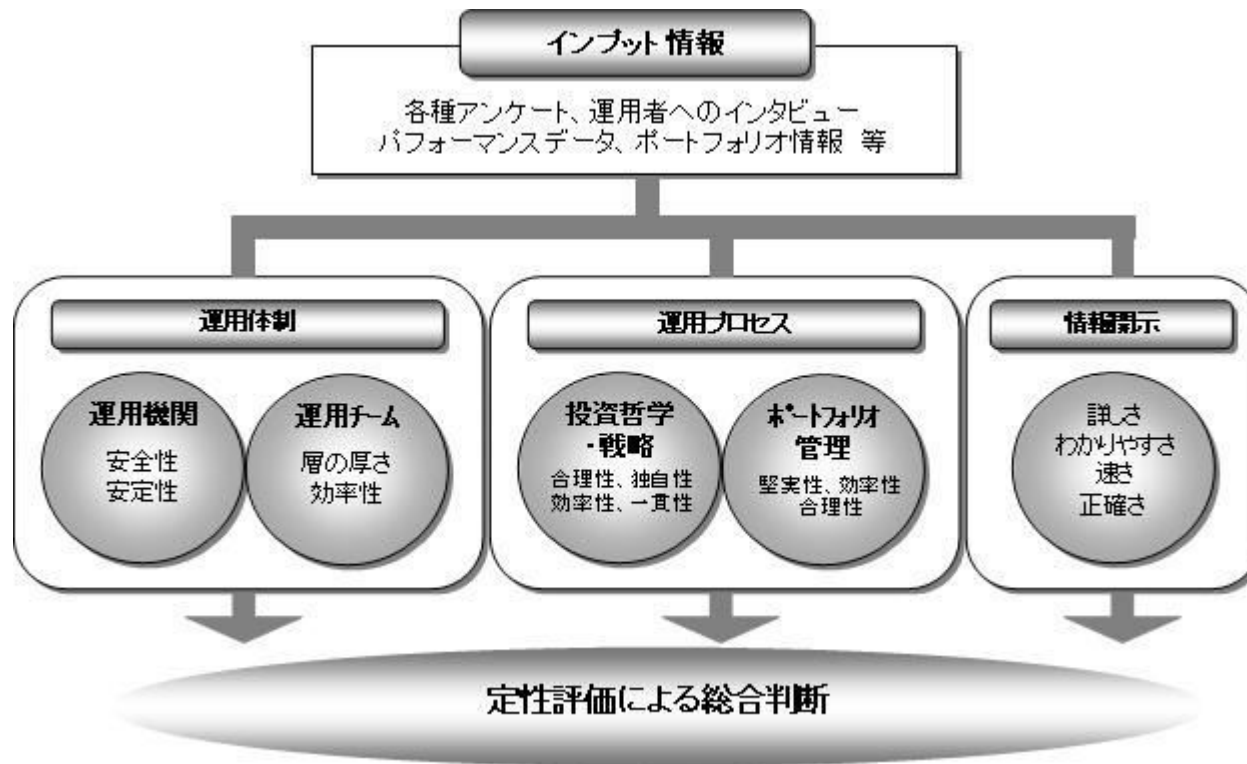 インプット情報
各種アンケート、運用者へのインタビュー
パフォーマンスデータ、ポートフォリオ情報 等
運用体制
運用機関
安全性
安定性
運用チーム
層の厚さ
効率性
運用プロセス
投資哲学
・戦略
合理性、独自性
効率性、一貫性
ポートフォリオ
管理
堅実性、効率性
合理性
情報開示
詳しさ
わかりやすさ
速さ
正確さ
定性評価による総合判断